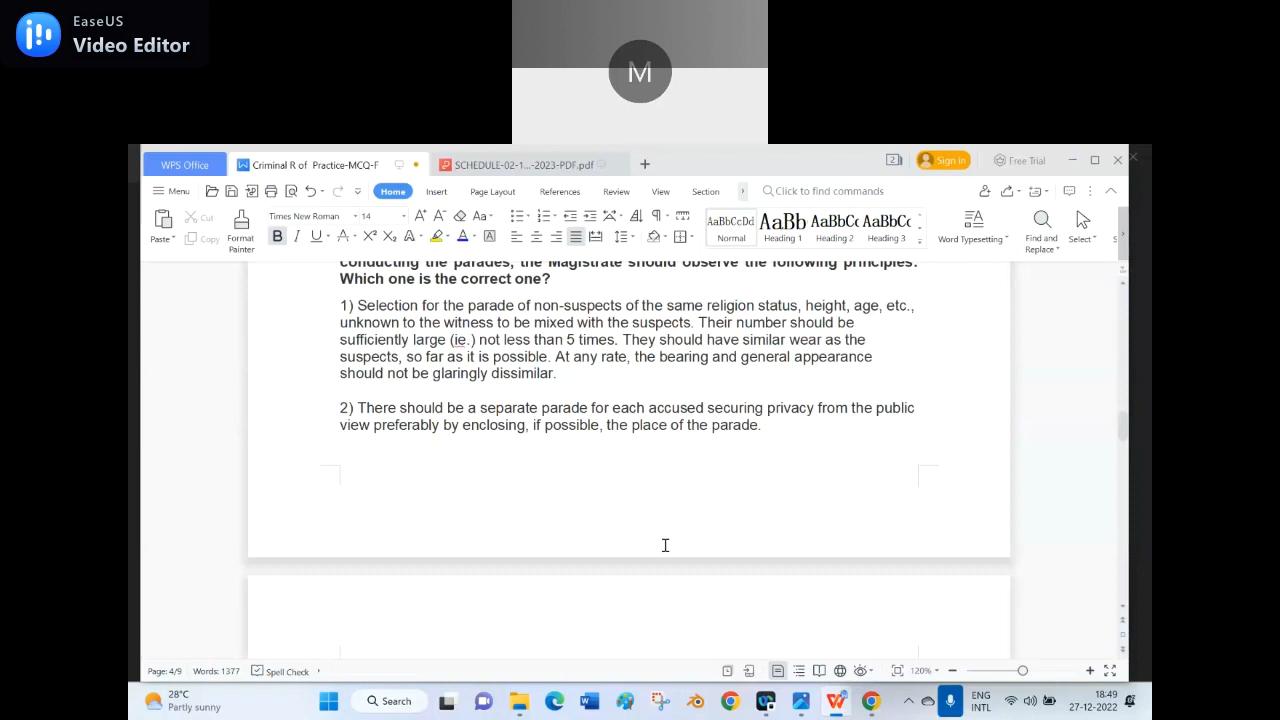 EaseUS
Video Editor
M
WPS Office
Criminal R of Practice-MCQ-F
SCHEDULE-02-1...-2023-PDF.pdf
+
2
Sign in
Free Trial
Menu
Home
Insert
Page Layout
References
Review
View
Section
Click to find commands
Paste
Cut
Copy
Format
Painter
Times New Roman
14
AaBbCcDd
Normal
AaBb
Heading 1
AaBbCc
Heading 2
AaBbCc
Heading 3
Word Typesetting
Find and
Replace
Select
conducting the parades, the Magistrate should observe the following principles.
Which one is the correct one?
1) Selection for the parade of non-suspects of the same religion status, height, age, etc.,
unknown to the witness to be mixed with the suspects. Their number should be
sufficiently large (ie.) not less than 5 times. They should have similar wear as the
suspects, so far as it is possible. At any rate, the bearing and general appearance
should not be glaringly dissimilar.
2) There should be a separate parade for each accused securing privacy from the public
view preferably by enclosing, if possible, the place of the parade.
Page: 4/9
Words: 1377
Spell Check
120%
28°C
Partly sunny
Search
ENG
INTL
18:49
27-12-2022